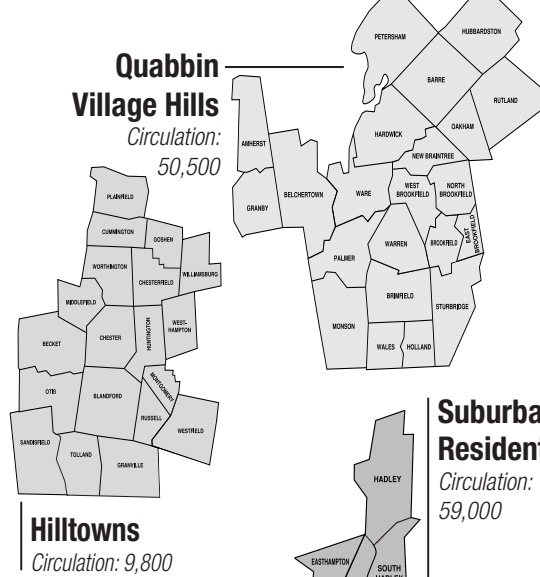 Quabbin
Village Hills
Circulation:
50,500
PETERSHAM
HUBBARDSTON
BARRE
RUTLAND
HARDWICK
OAKHAM
NEW BRAINTREE
AMHERST
BELCHERTOWN
GRANBY
WARE
WEST
BROOKFIELD
NORTH
BROOKFIELD
WARREN
BROOKFIELD
EAST
BROOKFIELD
PALMER
BRIMFIELD
STURBRIDGE
MONSON
WALES
HOLLAND
PLAINFIELD
CUMMINGTON
GOSHEN
WORTHINGTON
CHESTERFIELD
WILLIAMSBURG
MIDDLEFIELD
BECKET
CHESTER
HUNTINGTON
WEST-
HAMPTON
OTIS
BLANDFORD
MONTGOMERY
RUSSELL
WESTFIELD
SANDISFIELD
TOLLAND
GRANVILLE
Hilltowns
Circulation: 9,800
Suburba
Resident
Circulation:
59,000
HADLEY
EASTHAMPTON
SOUTH
HADLEY